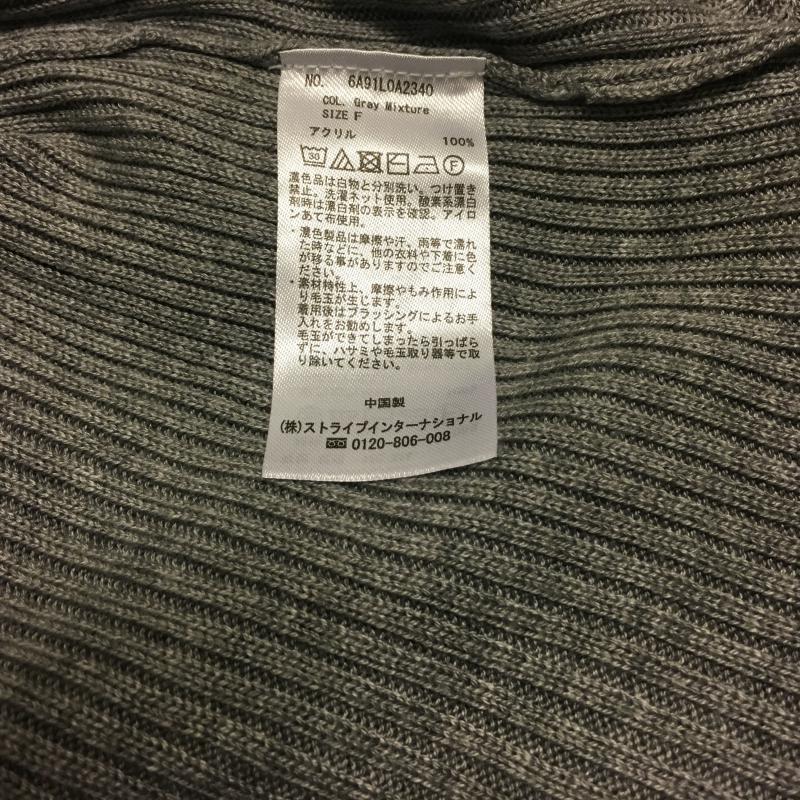 NO. 6A91L0A2340
COL. Gray Mixture
SIZE F
アクリル 100%
30 F
濃色品は白物と分別洗い。つけ置き
禁止。洗濯ネット使用。酸素系漂白
剤時は漂白剤の表示を確認。アイロ
ンあて布使用。
・濃色製品は摩擦や汗、雨等で濡れ
た時などに、他の衣料や下着に色
が移る事がありますのでご注意く
ださい。
・素材特性上、摩擦やもみ作用によ
り毛玉が生じます。
着用後はブラッシングによるお手
入れをお勧めします。
毛玉ができてしまったら引っぱら
ずに、ハサミや毛玉取り器等で取
り除いてください。
中国製
(株)ストライプインターナショナル
0120-806-008